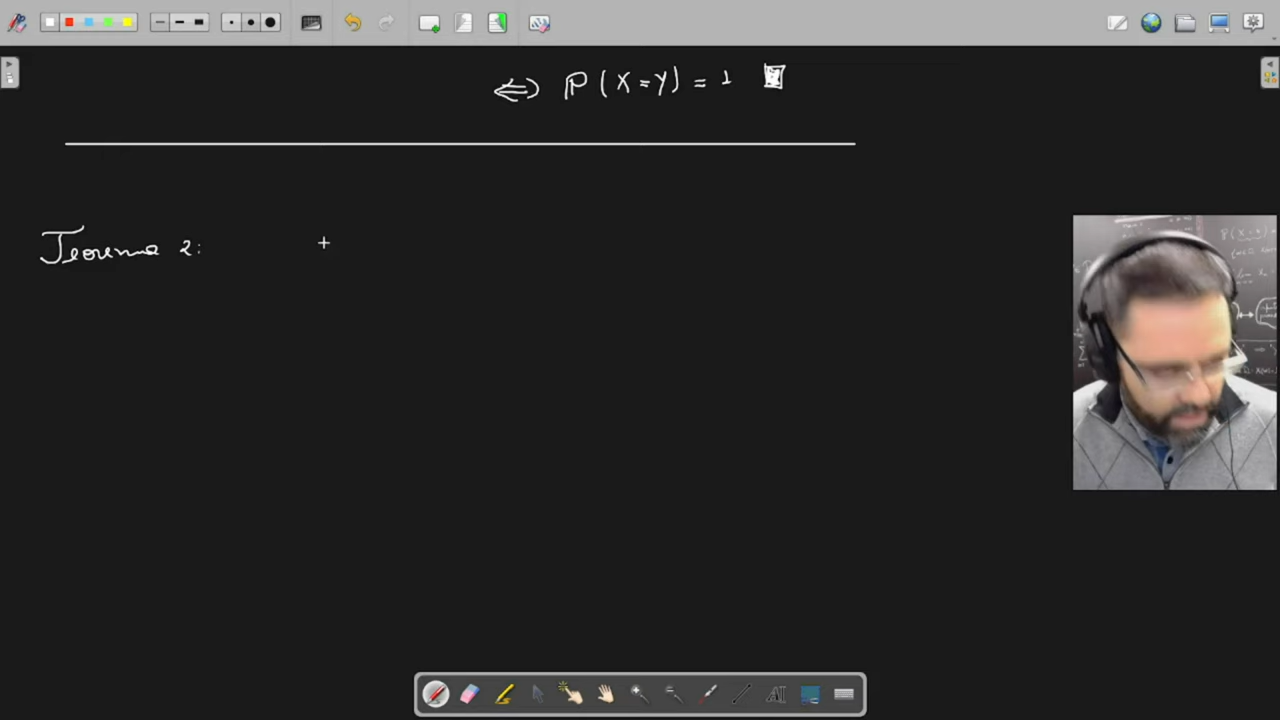 ⇔ ℙ(X=Y) = 1
Teorema 2: